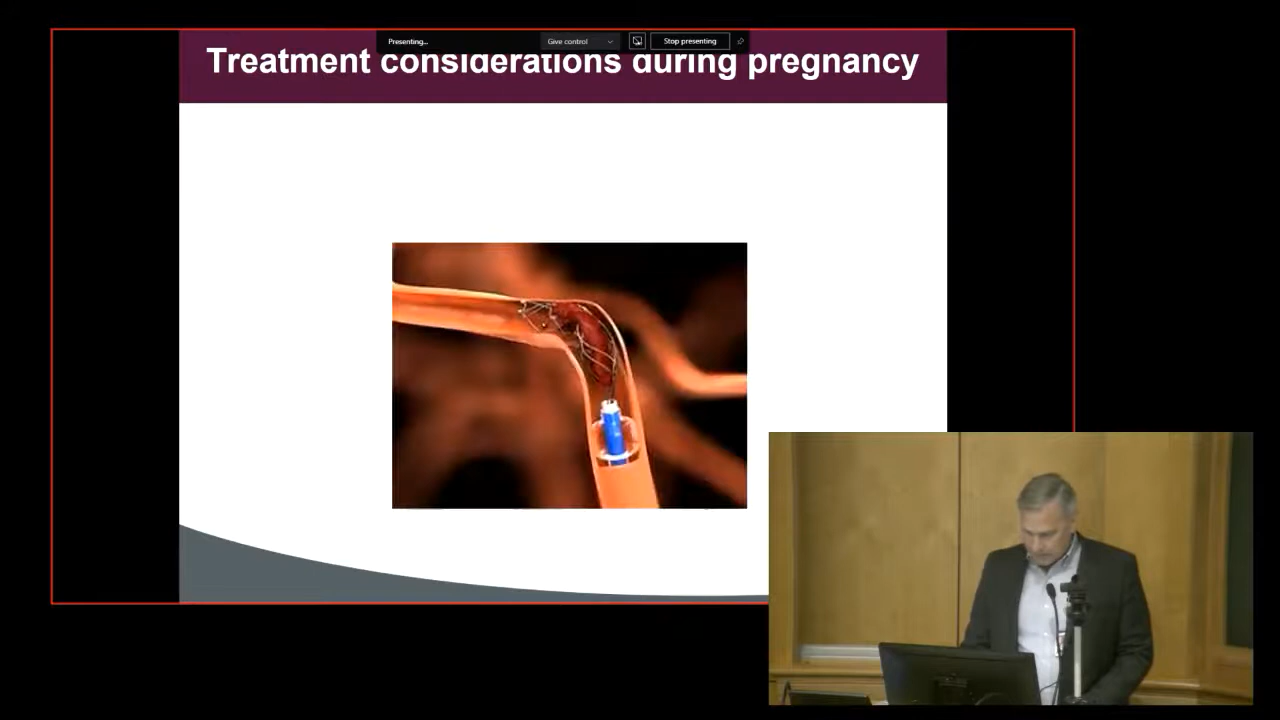 Presenting...
Give control
Stop presenting
Treatment considerations during pregnancy